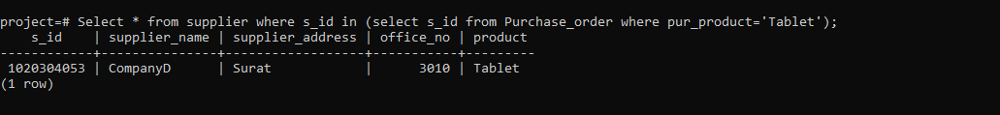 project=# Select * from supplier where s_id in (select s_id from Purchase_order where pur_product='Tablet');
    s_id    | supplier_name | supplier_address | office_no | product
------------+---------------+------------------+-----------+---------
 1020304053 | CompanyD      | Surat            |      3010 | Tablet
(1 row)